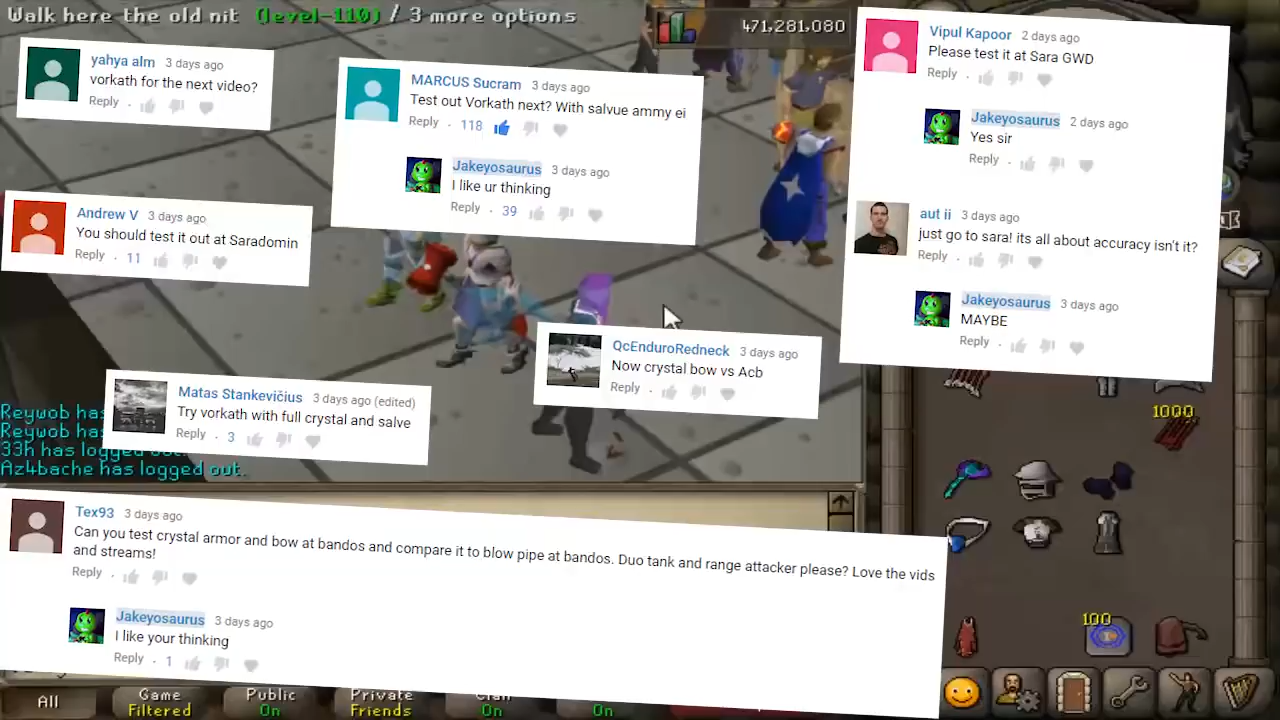 Walk here the old nit (level-110) / 3 more options
471,281,080
yahya alm 3 days ago
vorkath for the next video?
Reply ·
MARCUS Sucram 3 days ago
Test out Vorkath next? With salvue ammy ei
Reply · 118
Jakeyosaurus 3 days ago
I like ur thinking
Reply · 39
Vipul Kapoor 2 days ago
Please test it at Sara GWD
Reply ·
Jakeyosaurus 2 days ago
Yes sir
Reply ·
Andrew V 3 days ago
You should test it out at Saradomin
Reply · 11
aut ii 3 days ago
just go to sara! its all about accuracy isn't it?
Reply ·
Jakeyosaurus 3 days ago
MAYBE
Reply ·
QcEnduroRedneck 3 days ago
Now crystal bow vs Acb
Reply ·
Matas Stankevičius 3 days ago (edited)
Try vorkath with full crystal and salve
Reply · 3
Reywob has
Reywob has
33h has logged out.
Az4bache has logged out.
1000
Tex93 3 days ago
Can you test crystal armor and bow at bandos and compare it to blow pipe at bandos. Duo tank and range attacker please? Love the vids
and streams!
Reply ·
Jakeyosaurus 3 days ago
I like your thinking
Reply · 1
100
All
Game
Filtered
Public
On
Private
Friends
Clan
On
On